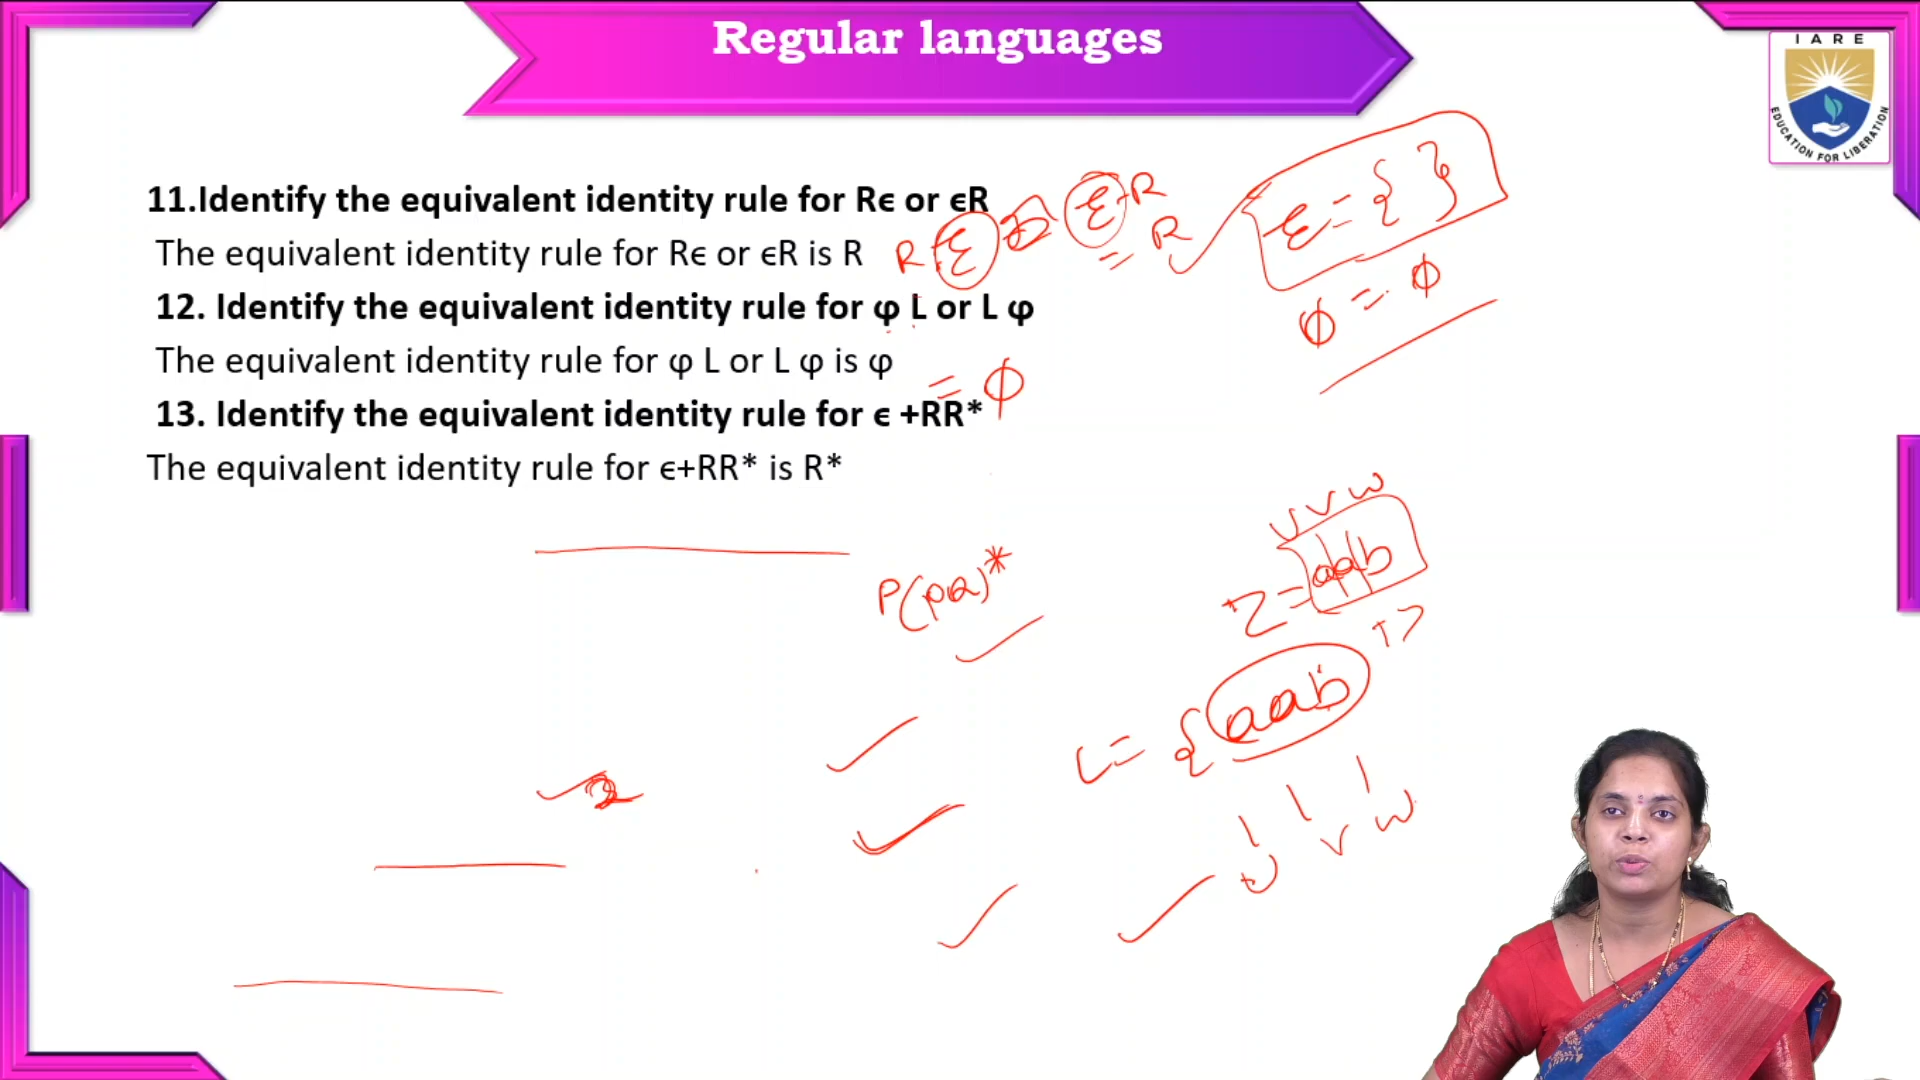 Regular languages
IARE
EDUCATION FOR LIBERATION
11.Identify the equivalent identity rule for Rϵ or ϵR
The equivalent identity rule for Rϵ or ϵR is R
12. Identify the equivalent identity rule for φ L or L φ
The equivalent identity rule for φ L or L φ is φ
13. Identify the equivalent identity rule for ϵ +RR*
The equivalent identity rule for ϵ+RR* is R*
R ε
ε R
= R
ε = { }
φ = φ
= φ
P(PQ)*
U V W
Z = aab
L = { aab
U V W